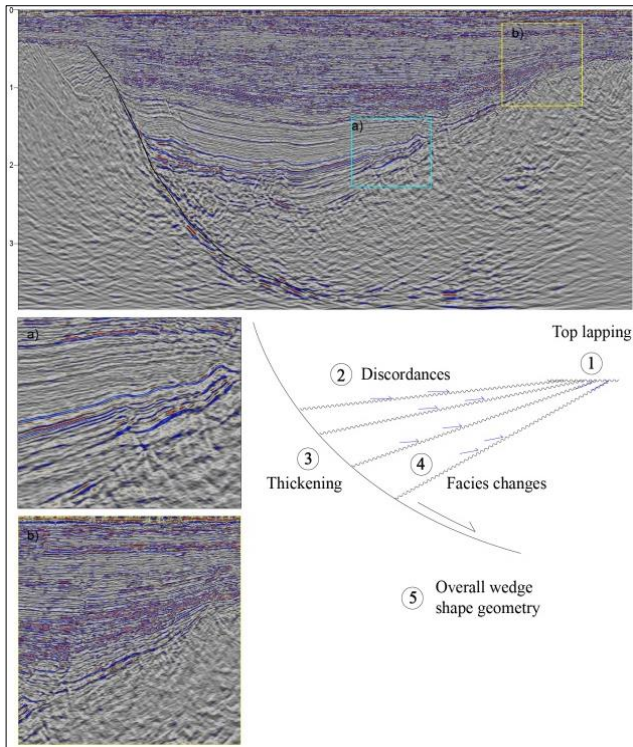 0
b)
1
a)
2
3
a)
Top lapping
1
2 Discordances
3
4
Thickening
Facies changes
b)
5 Overall wedge
shape geometry